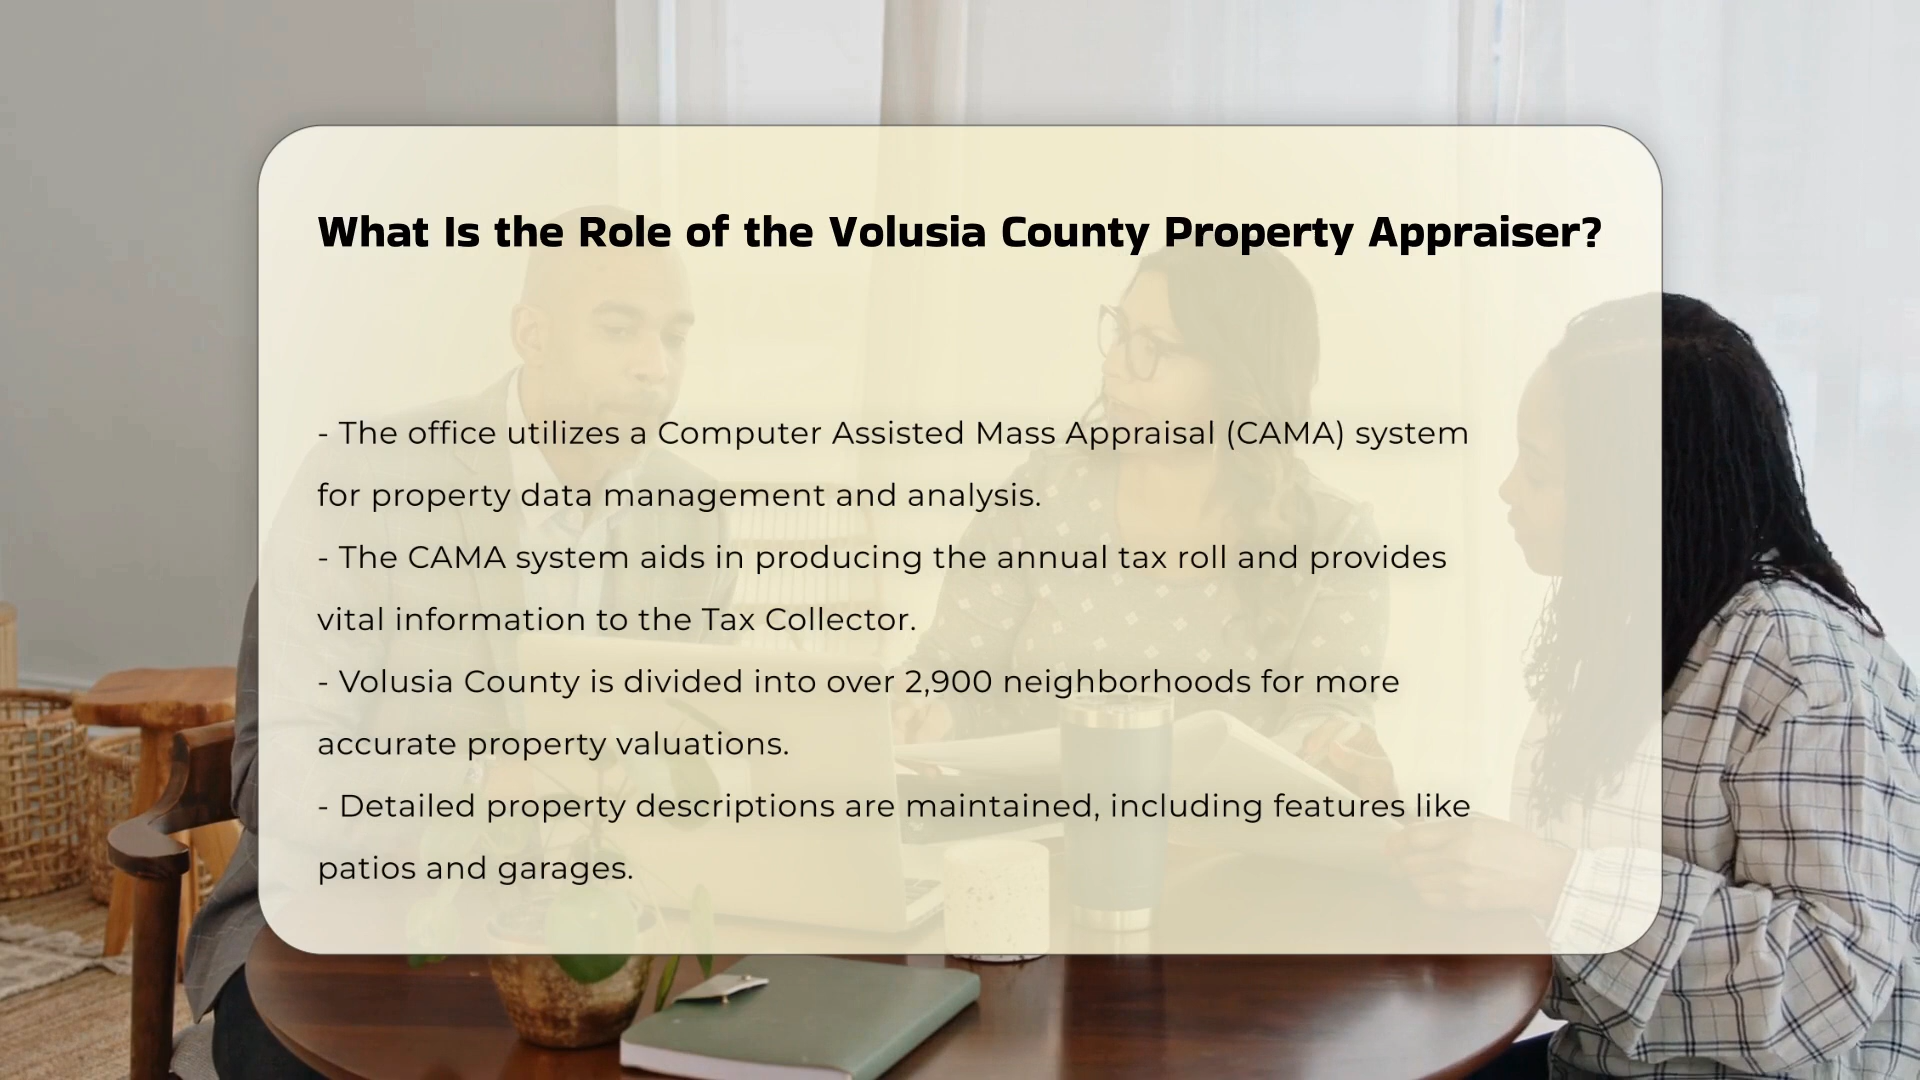 What Is the Role of the Volusia County Property Appraiser?
- The office utilizes a Computer Assisted Mass Appraisal (CAMA) system
for property data management and analysis.
- The CAMA system aids in producing the annual tax roll and provides
vital information to the Tax Collector.
- Volusia County is divided into over 2,900 neighborhoods for more
accurate property valuations.
- Detailed property descriptions are maintained, including features like
patios and garages.